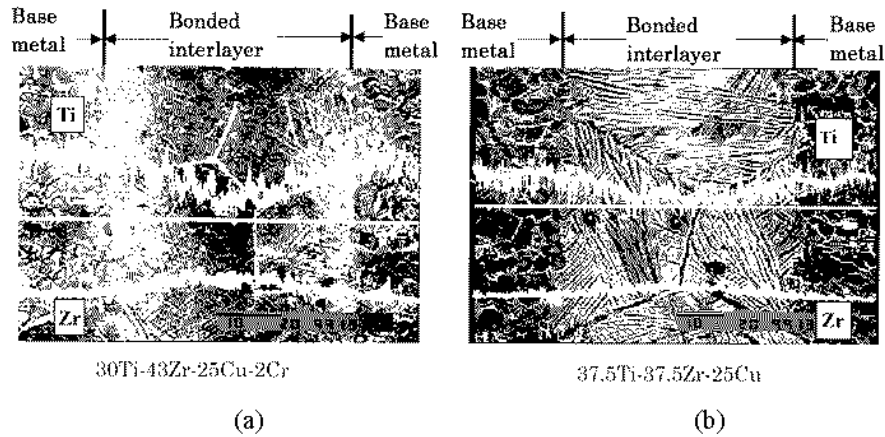 Base metal
Bonded interlayer
Base metal
Base metal
Bonded interlayer
Base metal
Ti
Ti
Zr
Zr
30Ti-43Zr-25Cu-2Cr
37.5Ti-37.5Zr-25Cu
(a)
(b)